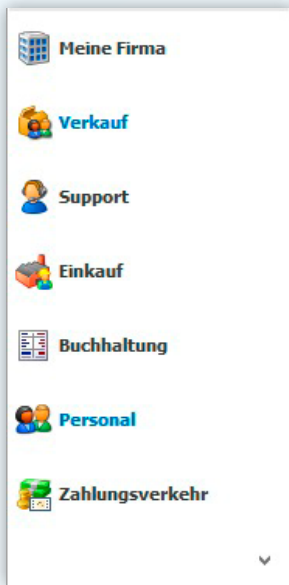 Meine Firma
Verkauf
Support
Einkauf
Buchhaltung
Personal
Zahlungsverkehr